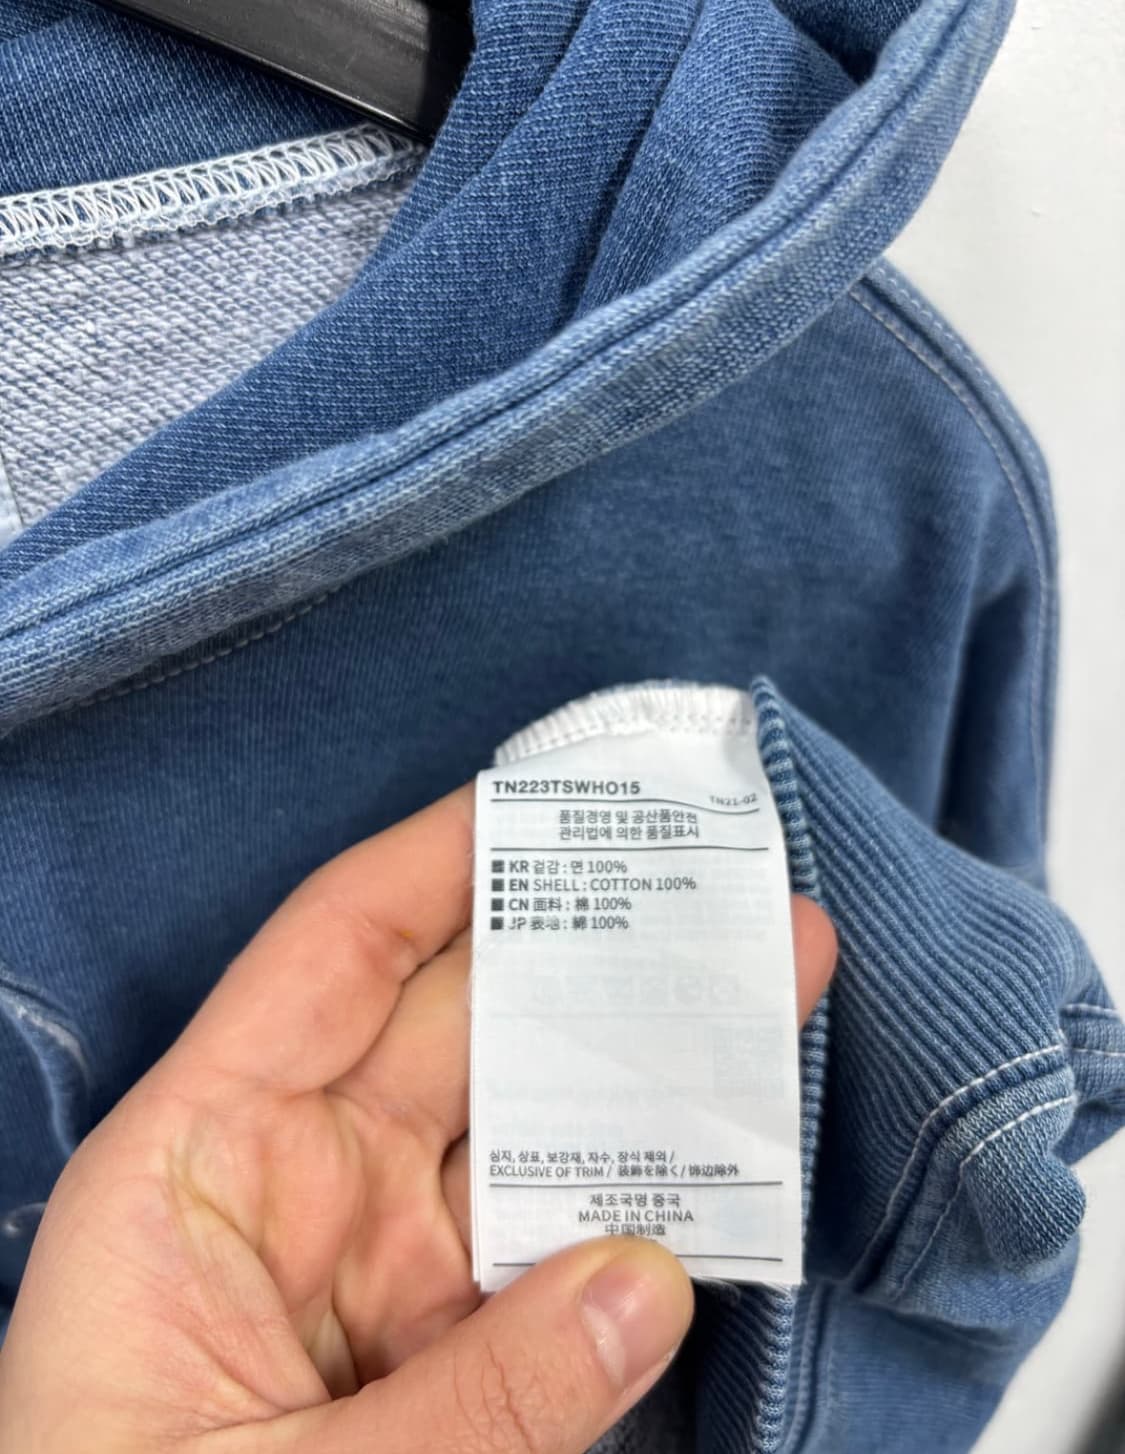 TN223TSWHO15
TN21-02
품질경영 및 공산품안전
관리법에 의한 품질표시
KR 겉감 : 면 100%
EN SHELL : COTTON 100%
CN 面料 : 棉 100%
JP 表地 : 綿 100%
심지, 상표, 보강재, 자수, 장식 제외 /
EXCLUSIVE OF TRIM / 装飾を除く / 饰边除外
제조국명 중국
MADE IN CHINA
中国制造